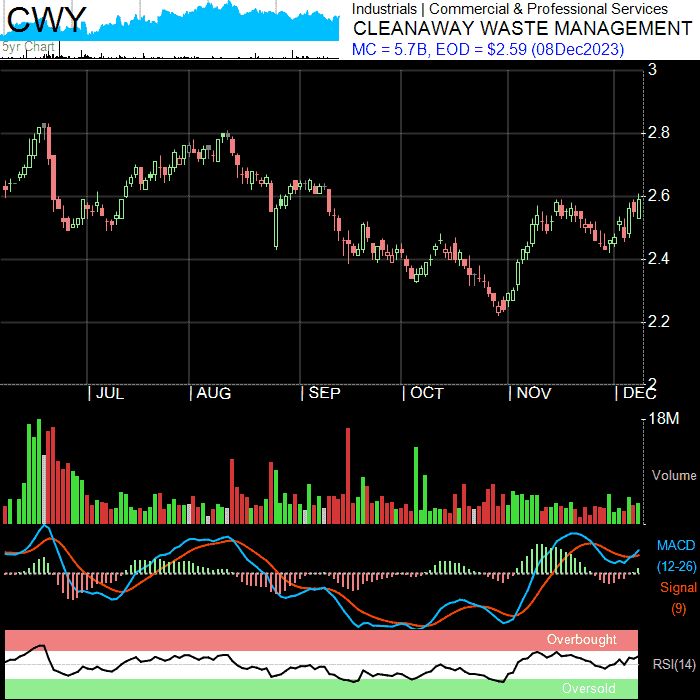 CWY
5yr Chart
Industrials | Commercial & Professional Services
CLEANAWAY WASTE MANAGEMENT
MC = 5.7B, EOD = $2.59 (08Dec2023)
3
2.8
2.6
2.4
2.2
2
| JUL | AUG | SEP | OCT | NOV | DEC
18M
Volume
MACD
(12-26)
Signal
(9)
Overbought
RSI(14)
Oversold